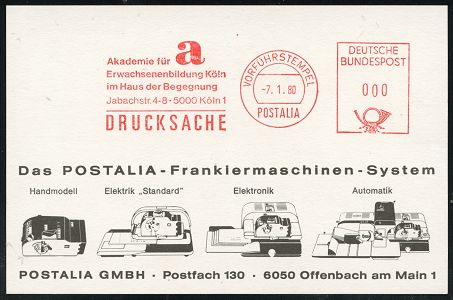 a
Akademie für
Erwachsenenbildung Köln
im Haus der Begegnung
Jabachstr. 4-8 · 5000 Köln 1
DRUCKSACHE
VORFÜHRSTEMPEL
-7.1.80
POSTALIA
DEUTSCHE
BUNDESPOST
000
Das POSTALIA-Frankiermaschinen-System
Handmodell Elektrik „Standard" Elektronik Automatik
POSTALIA GMBH · Postfach 130 · 6050 Offenbach am Main 1